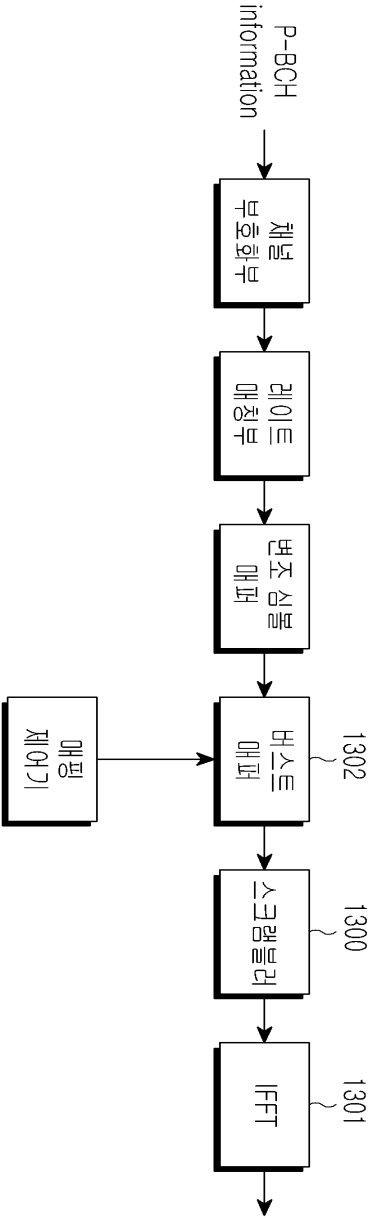 P-BCH
information
채널
부호화부
레이트
매칭부
변조 심볼
매퍼
버스트
매퍼
1302
매핑
제어기
스크램블러
1300
IFFT
1301